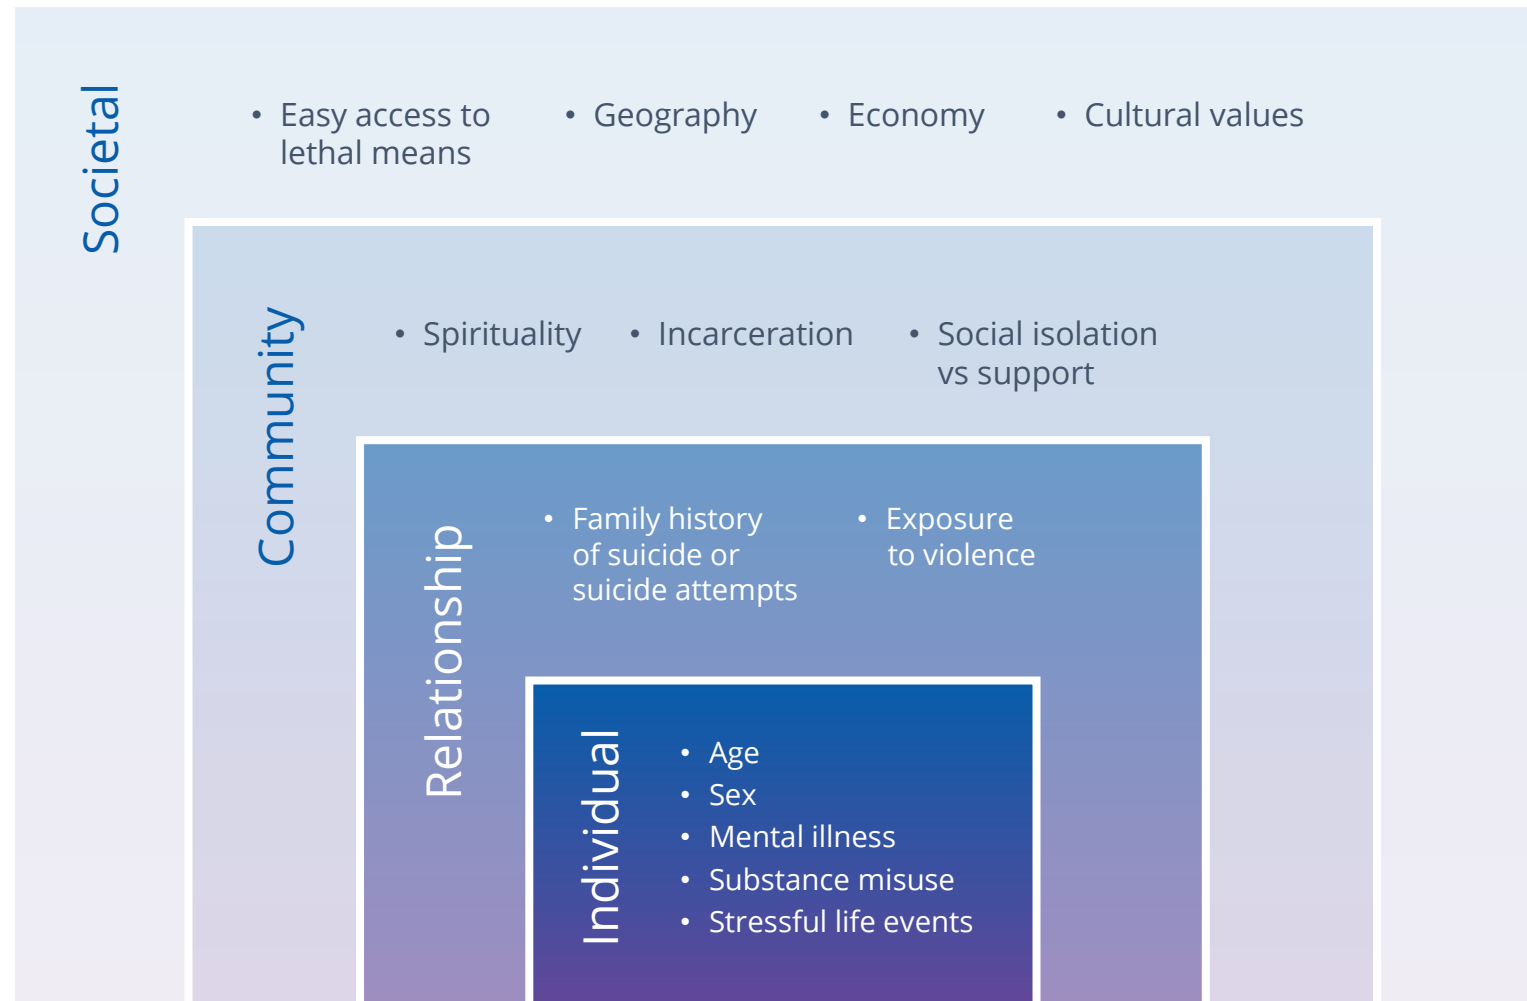 Societal
• Easy access to
lethal means
• Geography
• Economy
• Cultural values
Community
• Spirituality
• Incarceration
• Social isolation
vs support
Relationship
• Family history
of suicide or
suicide attempts
• Exposure
to violence
Individual
• Age
• Sex
• Mental illness
• Substance misuse
• Stressful life events